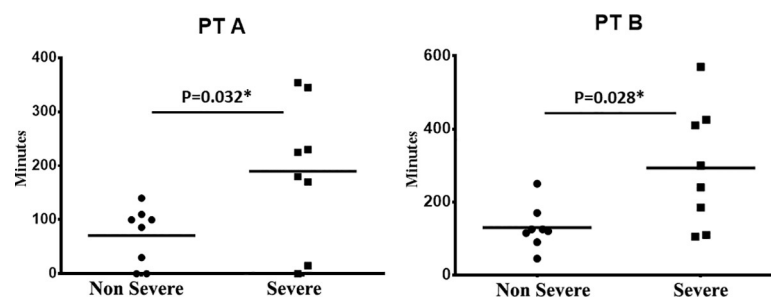 PT A
400
300
200
100
0
Minutes
P=0.032*
Non Severe
Severe
PT B
600
400
200
0
Minutes
P=0.028*
Non Severe
Severe